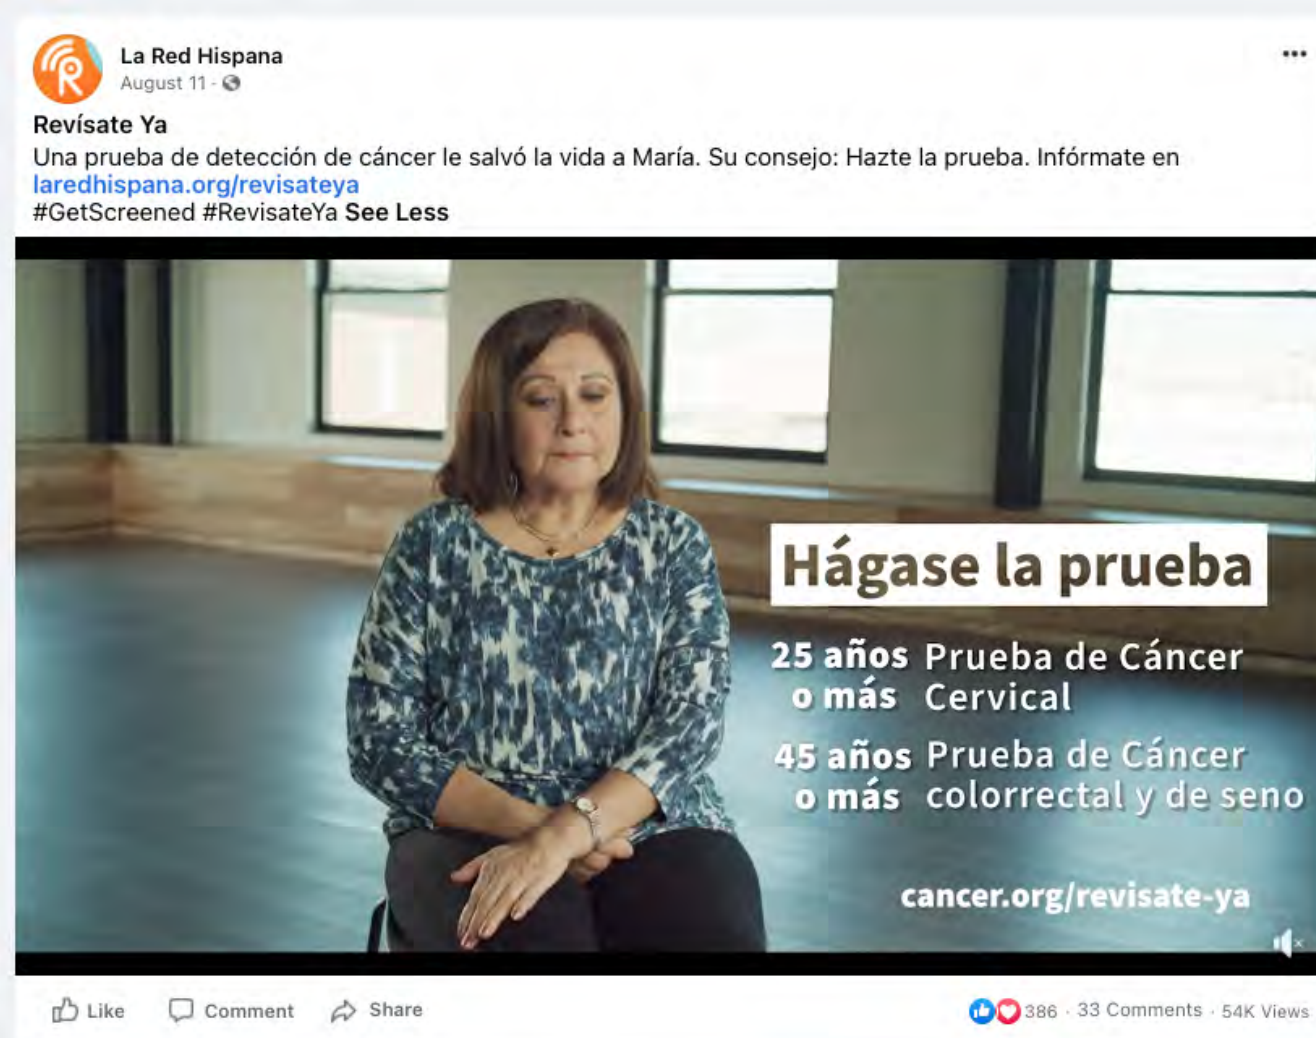 La Red Hispana
August 11 ·
Revísate Ya
Una prueba de detección de cáncer le salvó la vida a María. Su consejo: Hazte la prueba. Infórmate en
laredhispana.org/revisateya
#GetScreened #RevisateYa See Less
Hágase la prueba
25 años Prueba de Cáncer
o más Cervical
45 años Prueba de Cáncer
o más colorrectal y de seno
cancer.org/revisate-ya
Like Comment Share 386 · 33 Comments · 54K Views